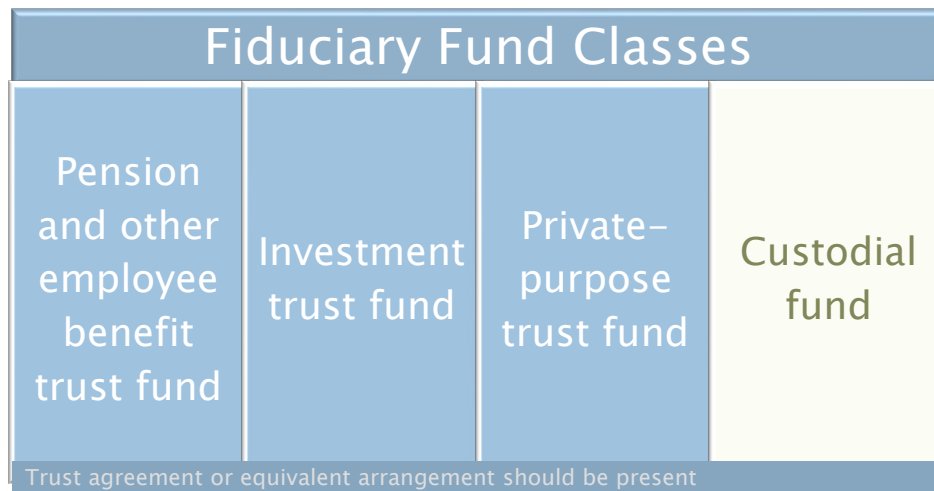 Fiduciary Fund Classes
Pension
and other
employee
benefit
trust fund
Investment
trust fund
Private-
purpose
trust fund
Custodial
fund
Trust agreement or equivalent arrangement should be present